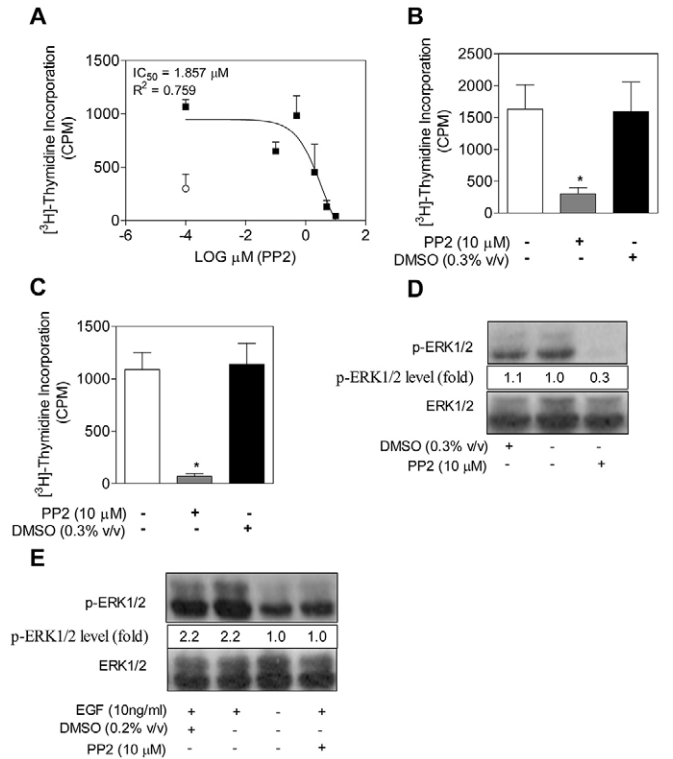 A
[³H]-Thymidine Incorporation
(CPM)
1500
1000
500
0
IC50 = 1.857 µM
R² = 0.759
-6 -4 -2 0 2
LOG µM (PP2)
B
[³H]-Thymidine Incorporation
(CPM)
2500
2000
1500
1000
500
0
*
PP2 (10 µM) - + -
DMSO (0.3% v/v) - - +
C
[³H]-Thymidine Incorporation
(CPM)
1500
1000
500
0
*
PP2 (10 µM) - + -
DMSO (0.3% v/v) - - +
D
p-ERK1/2
p-ERK1/2 level (fold) 1.1 1.0 0.3
ERK1/2
DMSO (0.3% v/v) + - -
PP2 (10 µM) - - +
E
p-ERK1/2
p-ERK1/2 level (fold) 2.2 2.2 1.0 1.0
ERK1/2
EGF (10ng/ml) + + - +
DMSO (0.2% v/v) + - - -
PP2 (10 µM) - - - +